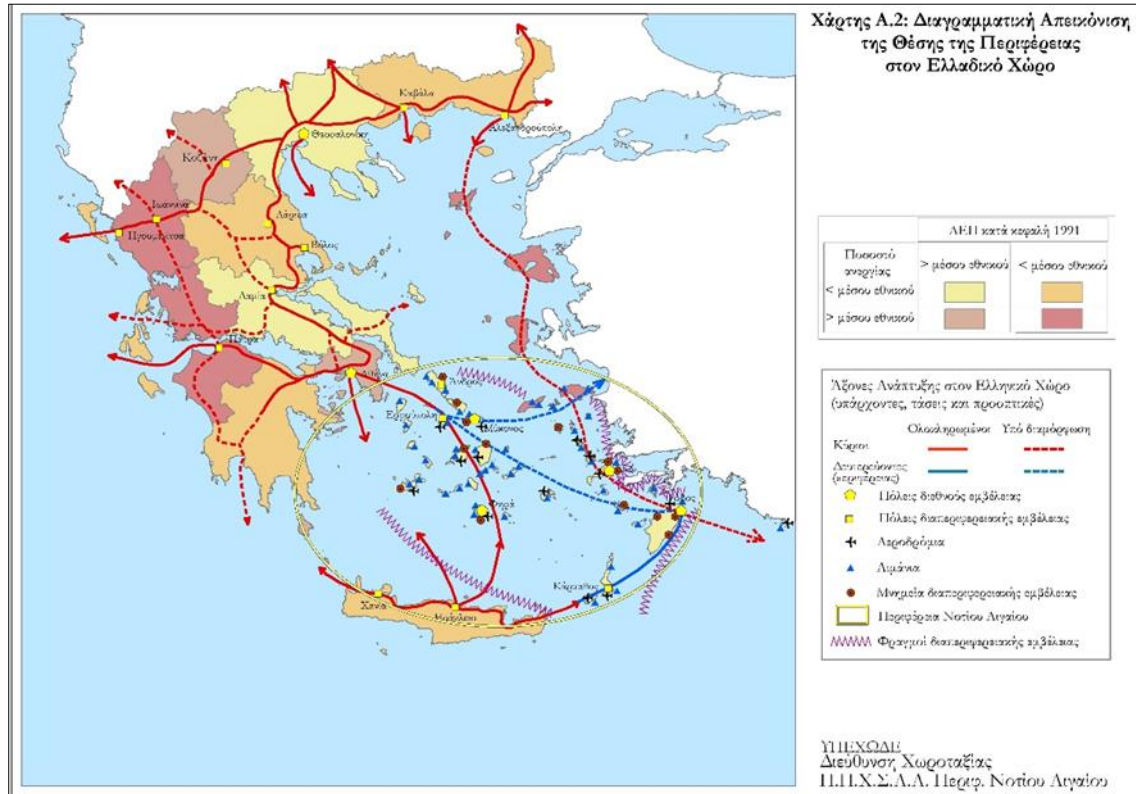 Χάρτης Α.2: Διαγραμματική Απεικόνιση
της Θέσης της Περιφέρειας
στον Ελλαδικό Χώρο
Καβάλα
Αλεξανδρούπολη
Θεσσαλονίκη
Κοζάνη
Ιωάννινα
Ηγουμενίτσα
Λάρισα
Βόλος
Λαμία
Πάτρα
Αθήνα
Άνδρος
Ερμούπολη
Μύκονος
Φηρά
Κάρπαθος
Χανιά
Ηράκλειο
ΑΕΠ κατά κεφαλή 1991
Ποσοστό
ανεργίας
> μέσου εθνικού
< μέσου εθνικού
< μέσου εθνικού
> μέσου εθνικού
Άξονες Ανάπτυξης στον Ελληνικό Χώρο
(υπάρχοντες, τάσεις και προοπτικές)
Ολοκληρωμένοι
Υπό διαμόρφωση
Κύριοι
Δευτερεύοντες
(περιφέρειας)
Πόλεις διεθνούς εμβέλειας
Πόλεις διαπεριφερειακής εμβέλειας
Αεροδρόμια
Λιμάνια
Μνημεία διαπεριφερειακής εμβέλειας
Περιφέρεια Νοτίου Αιγαίου
Φραγμοί διαπεριφερειακής εμβέλειας
ΥΠΕΧΩΔΕ
Διεύθυνση Χωροταξίας
Π.Π.Χ.Σ.Α.Α. Περιφ. Νοτίου Αιγαίου